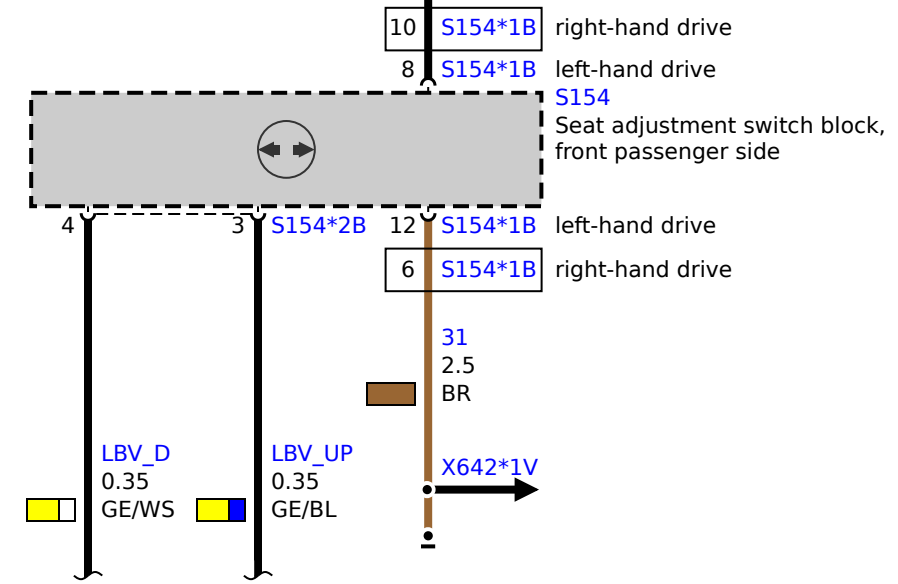 10 S154*1B right-hand drive
8 S154*1B left-hand drive
S154
Seat adjustment switch block,
front passenger side
4 3 S154*2B 12 S154*1B left-hand drive
6 S154*1B right-hand drive
31
2.5
BR
LBV_D LBV_UP X642*1V
0.35 0.35
GE/WS GE/BL